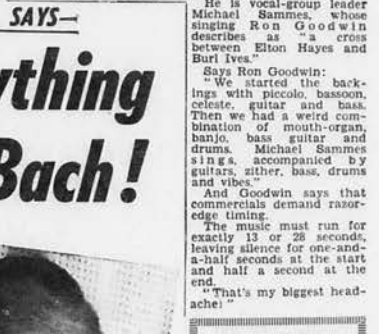 SAYS—
ything
Bach!
He is vocal-group leader
Michael Sammes, whose
singing Ron Goodwin
describes as "a cross
between Elton Hayes and
Burl Ives."
Says Ron Goodwin:
"We started the back-
ings with piccolo, bassoon,
celeste, guitar and bass.
Then we had a weird com-
bination of mouth-organ,
banjo, bass guitar and
drums. Michael Sammes
sings, accompanied by
guitars, zither, bass, drums
and vibes."
And Goodwin says that
commercials demand razor-
edge timing.
The music must run for
exactly 13 or 28 seconds,
leaving silence for one-and-
a-half seconds at the start
and half a second at the
end.
"That's my biggest head-
ache!"